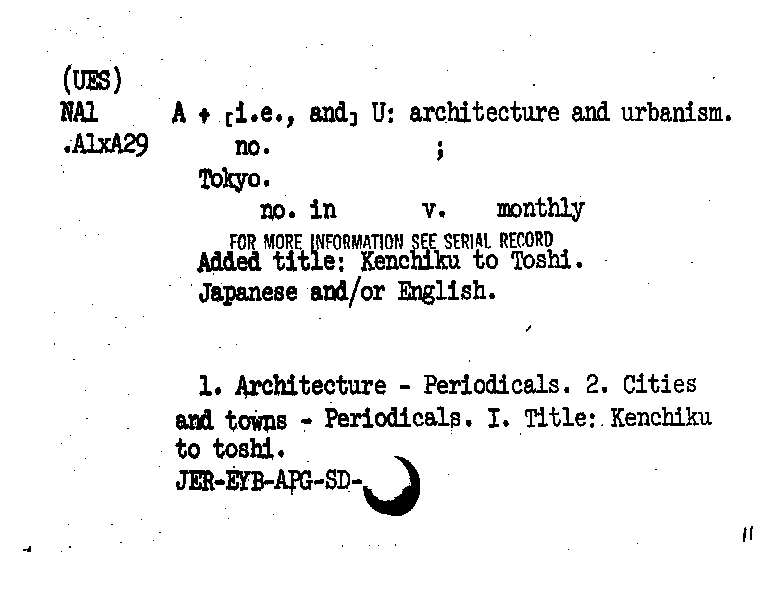 (UES)
NA1 A + [i.e., and] U: architecture and urbanism.
.A1xA29 no. ;
Tokyo.
no. in v. monthly
FOR MORE INFORMATION SEE SERIAL RECORD
Added title: Kenchiku to Toshi.
Japanese and/or English.
1. Architecture - Periodicals. 2. Cities
and towns - Periodicals. I. Title: Kenchiku
to toshi.
JER-EYB-APG-SD-
11